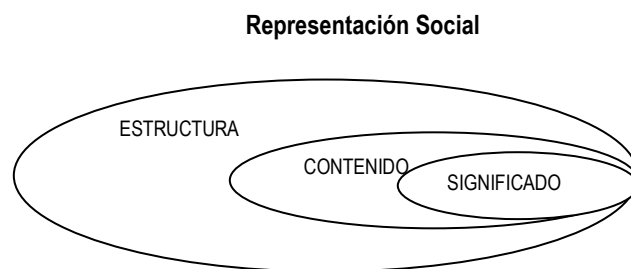 Representación Social
ESTRUCTURA
CONTENIDO
SIGNIFICADO